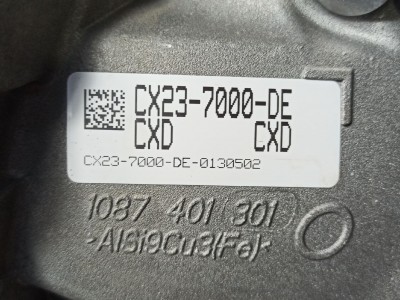 CX23-7000-DE
CXD CXD
CX23-7000-DE-0130502
1087 401 301
>AlSi9Cu3(Fe)<